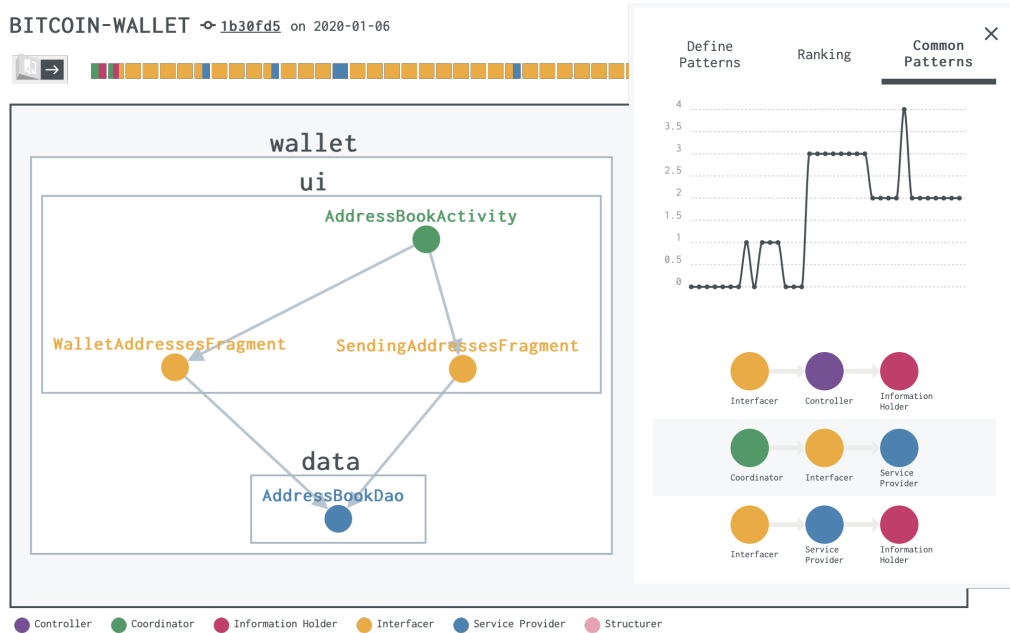 BITCOIN-WALLET 1b30fd5 on 2020-01-06
wallet
ui
AddressBookActivity
WalletAddressesFragment
SendingAddressesFragment
data
AddressBookDao
Define
Patterns
Ranking
Common
Patterns
4
3.5
3
2.5
2
1.5
1
0.5
0
Interfacer
Controller
Information
Holder
Coordinator
Interfacer
Service
Provider
Interfacer
Service
Provider
Information
Holder
Controller Coordinator Information Holder Interfacer Service Provider Structurer